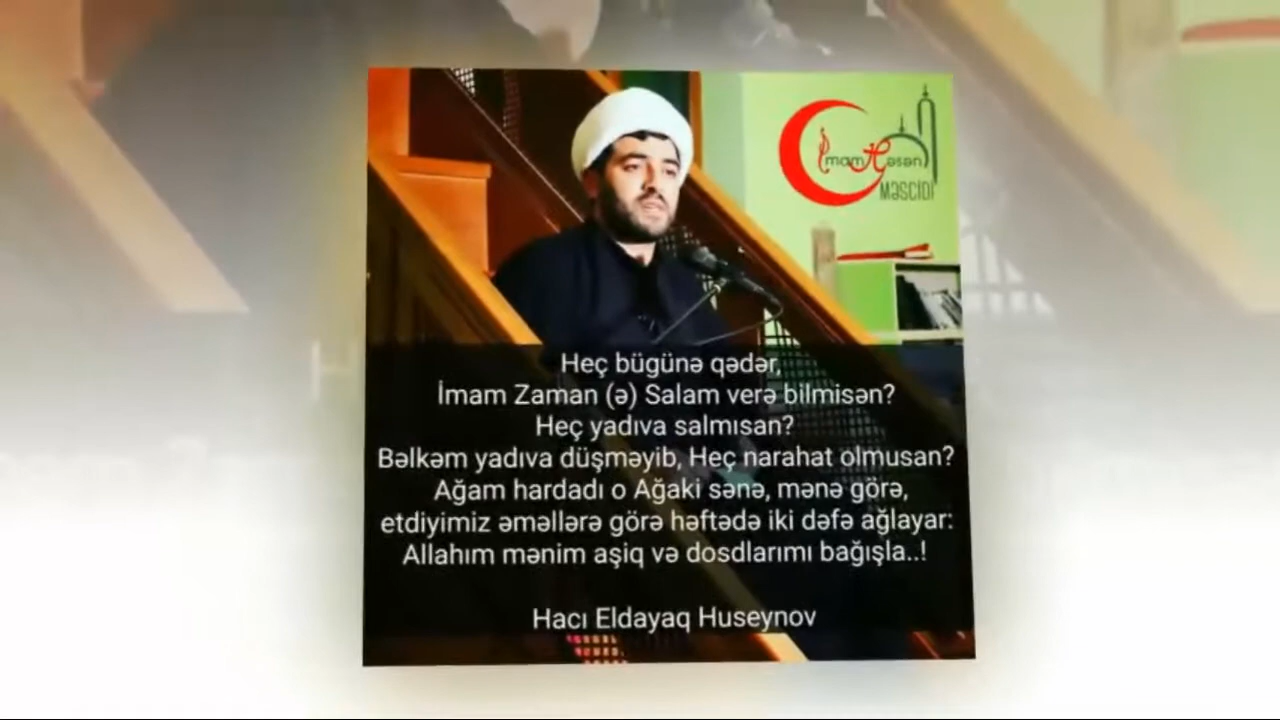 İmam Həsən
MəsCİDİ
Heç bügünə qədər,
İmam Zaman (ə) Salam verə bilmisən?
Heç yadıva salmısan?
Bəlkəm yadıva düşməyib, Heç narahat olmusan?
Ağam hardadı o Ağaki sənə, mənə görə,
etdiyimiz əməllərə görə həftədə iki dəfə ağlayar:
Allahım mənim aşiq və dosdlarımı bağışla..!
Hacı Eldayaq Huseynov